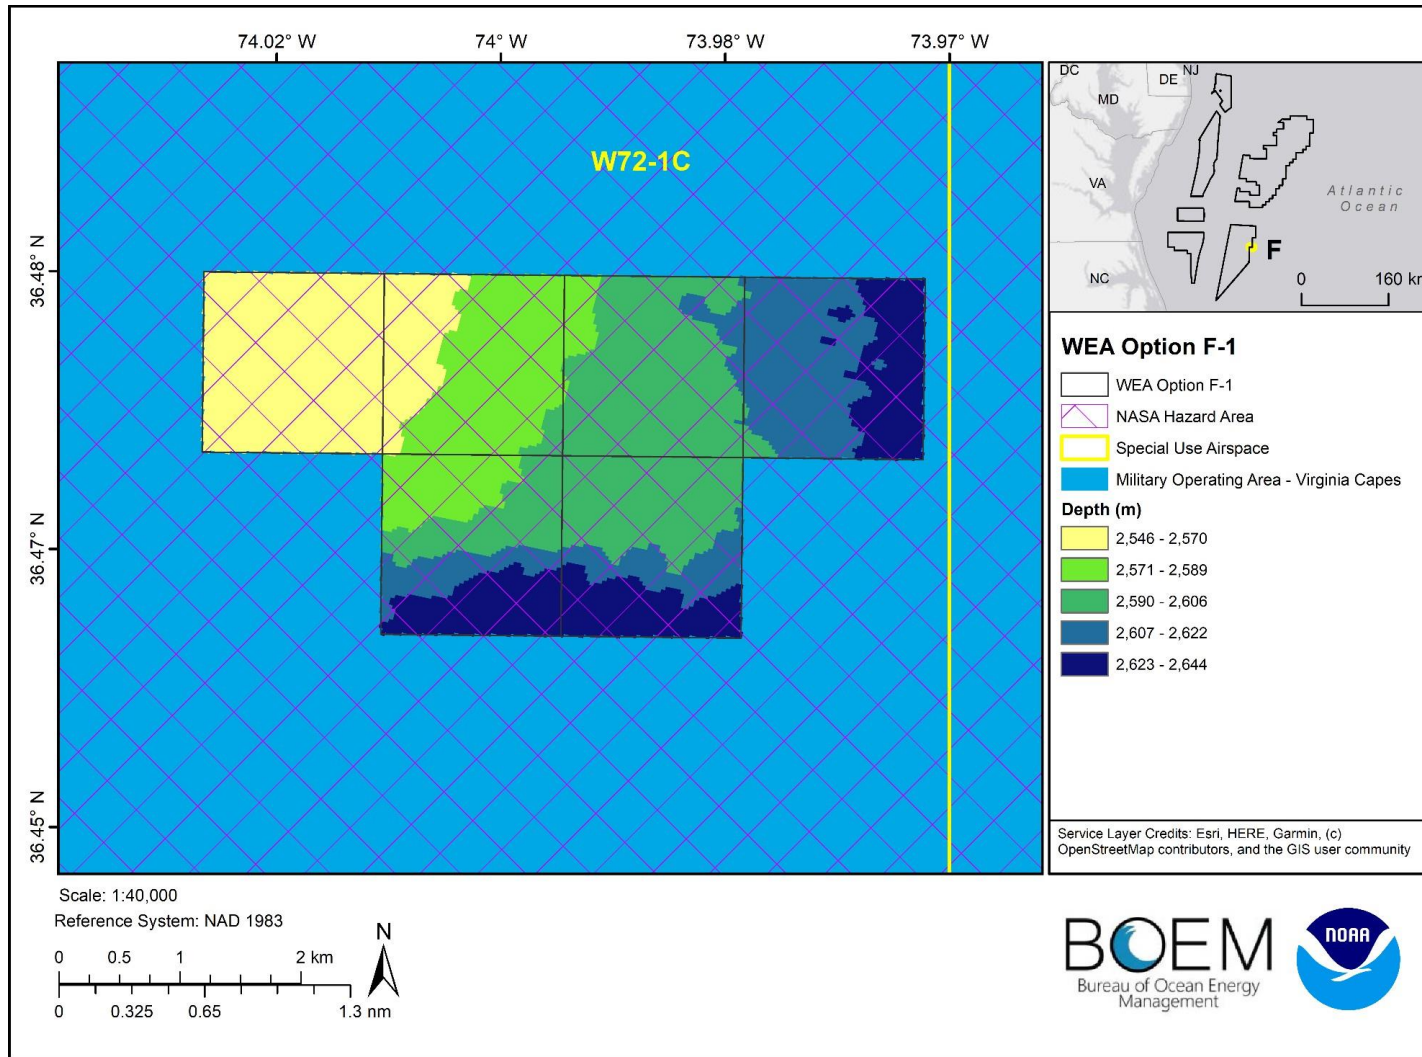 74.02° W
74° W
73.98° W
73.97° W
36.48° N
36.47° N
36.45° N
W72-1C
DC
NJ
DE
MD
VA
NC
Atlantic
Ocean
F
0 160 km
WEA Option F-1
WEA Option F-1
NASA Hazard Area
Special Use Airspace
Military Operating Area - Virginia Capes
Depth (m)
2,546 - 2,570
2,571 - 2,589
2,590 - 2,606
2,607 - 2,622
2,623 - 2,644
Service Layer Credits: Esri, HERE, Garmin, (c)
OpenStreetMap contributors, and the GIS user community
Scale: 1:40,000
Reference System: NAD 1983
N
0 0.5 1 2 km
0 0.325 0.65 1.3 nm
BOEM
Bureau of Ocean Energy
Management
NOAA